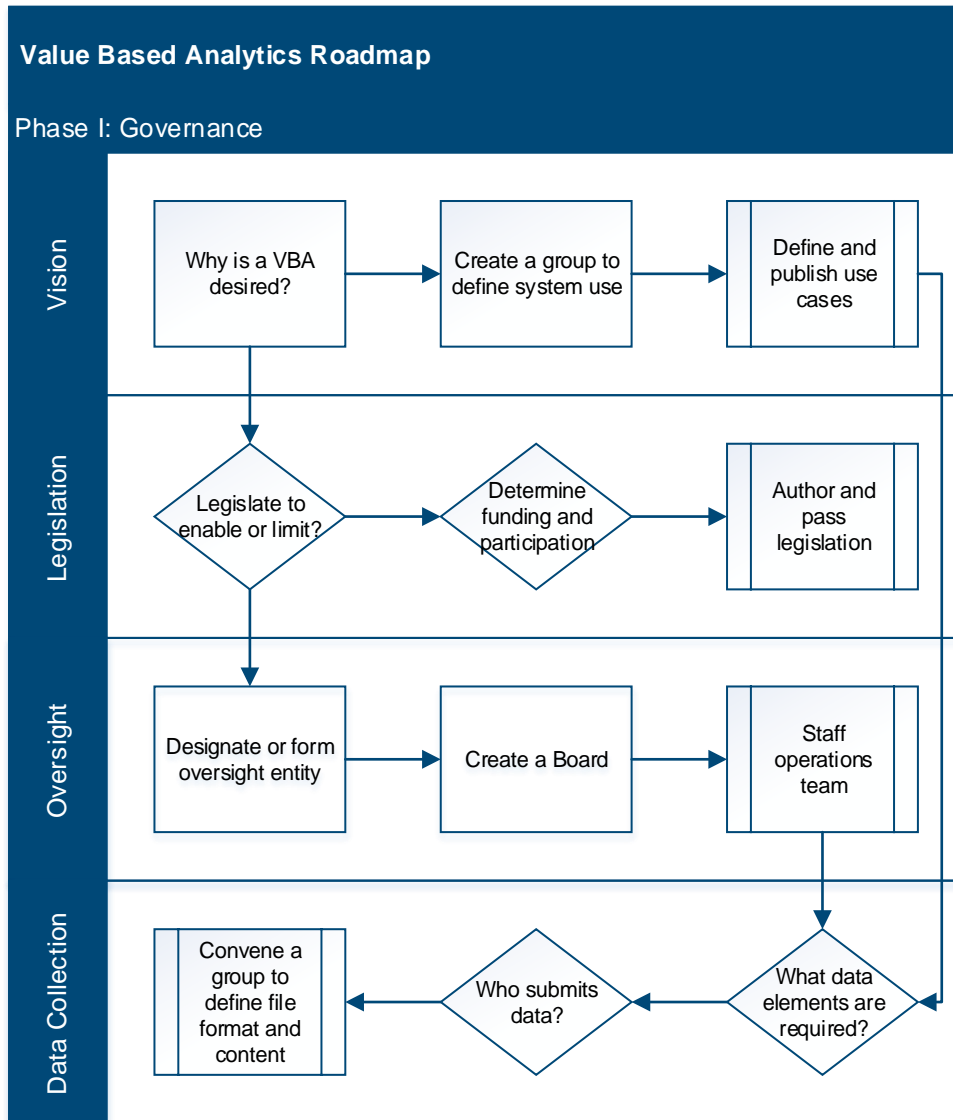 Value Based Analytics Roadmap
Phase I: Governance
Vision
Why is a VBA
desired?
Create a group to
define system use
Define and
publish use
cases
Legislation
Legislate to
enable or limit?
Determine
funding and
participation
Author and
pass
legislation
Oversight
Designate or form
oversight entity
Create a Board
Staff
operations
team
Data Collection
Convene a
group to
define file
format and
content
Who submits
data?
What data
elements are
required?